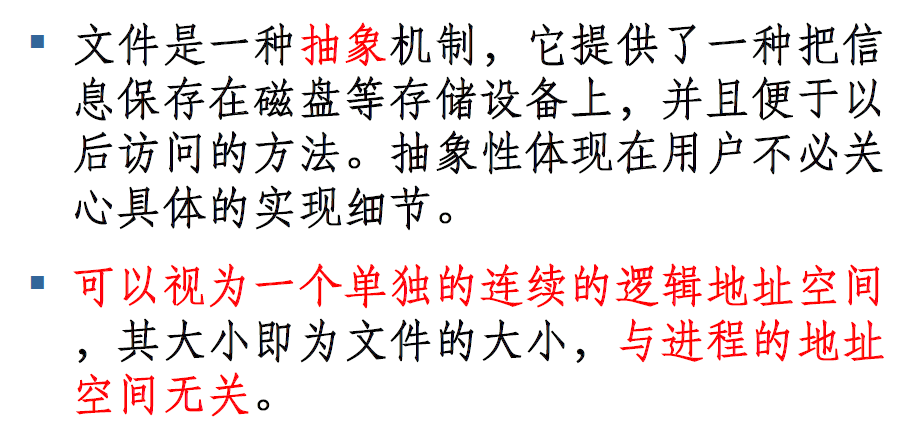 文件是一种抽象机制，它提供了一种把信
息保存在磁盘等存储设备上，并且便于以
后访问的方法。抽象性体现在用户不必关
心具体的实现细节。
可以视为一个单独的连续的逻辑地址空间
，其大小即为文件的大小，与进程的地址
空间无关。